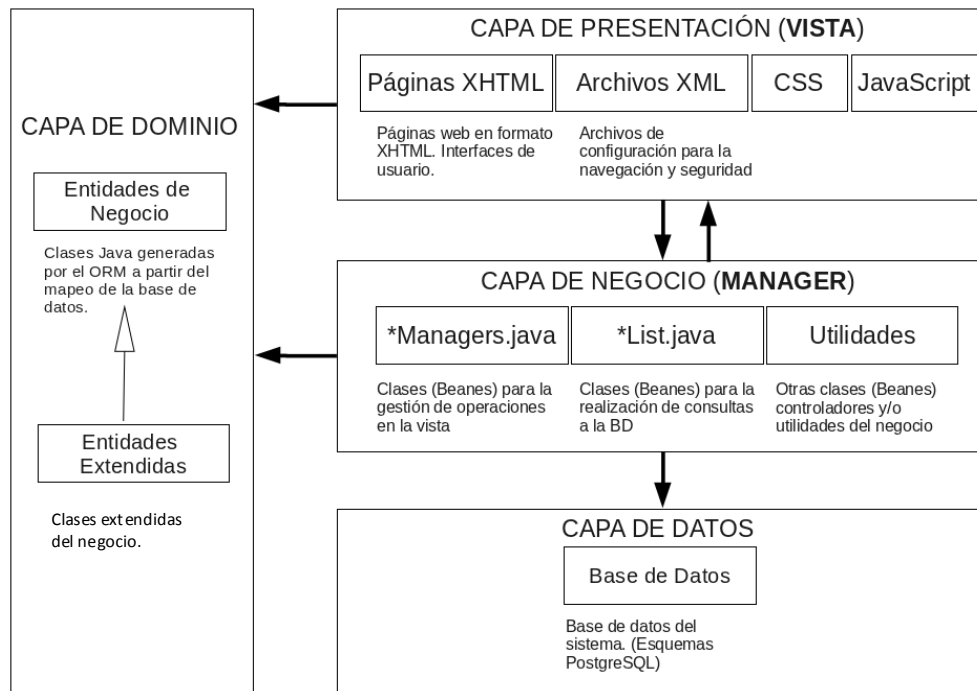 CAPA DE DOMINIO
Entidades de
Negocio
Clases Java generadas
por el ORM a partir del
mapeo de la base de
datos.
Entidades
Extendidas
Clases extendidas
del negocio.
CAPA DE PRESENTACIÓN (VISTA)
Páginas XHTML
Archivos XML
CSS
JavaScript
Páginas web en formato
XHTML. Interfaces de
usuario.
Archivos de
configuración para la
navegación y seguridad
CAPA DE NEGOCIO (MANAGER)
*Managers.java
*List.java
Utilidades
Clases (Beanes) para la
gestión de operaciones
en la vista
Clases (Beanes) para la
realización de consultas
a la BD
Otras clases (Beanes)
controladores y/o
utilidades del negocio
CAPA DE DATOS
Base de Datos
Base de datos del
sistema. (Esquemas
PostgreSQL)